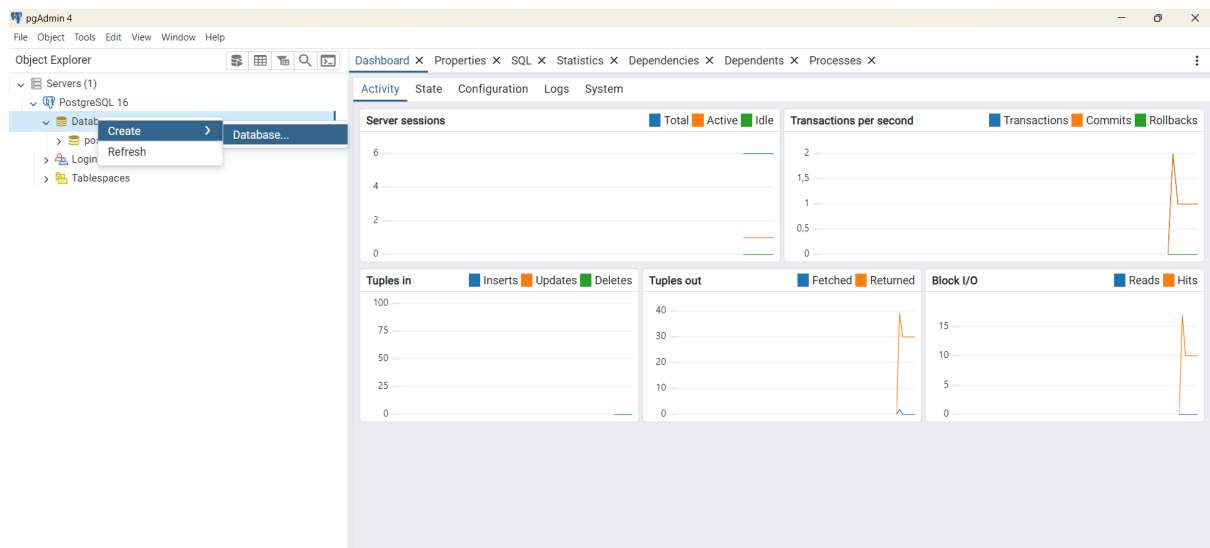 pgAdmin 4
File Object Tools Edit View Window Help
Object Explorer
Servers (1)
PostgreSQL 16
Create
Database...
Refresh
Login
Tablespaces
Dashboard Properties SQL Statistics Dependencies Dependents Processes
Activity State Configuration Logs System
Server sessions Total Active Idle
6
4
2
0
Transactions per second Transactions Commits Rollbacks
2
1,5
1
0,5
0
Tuples in Inserts Updates Deletes
100
75
50
25
0
Tuples out Fetched Returned
40
30
20
10
0
Block I/O Reads Hits
15
10
5
0